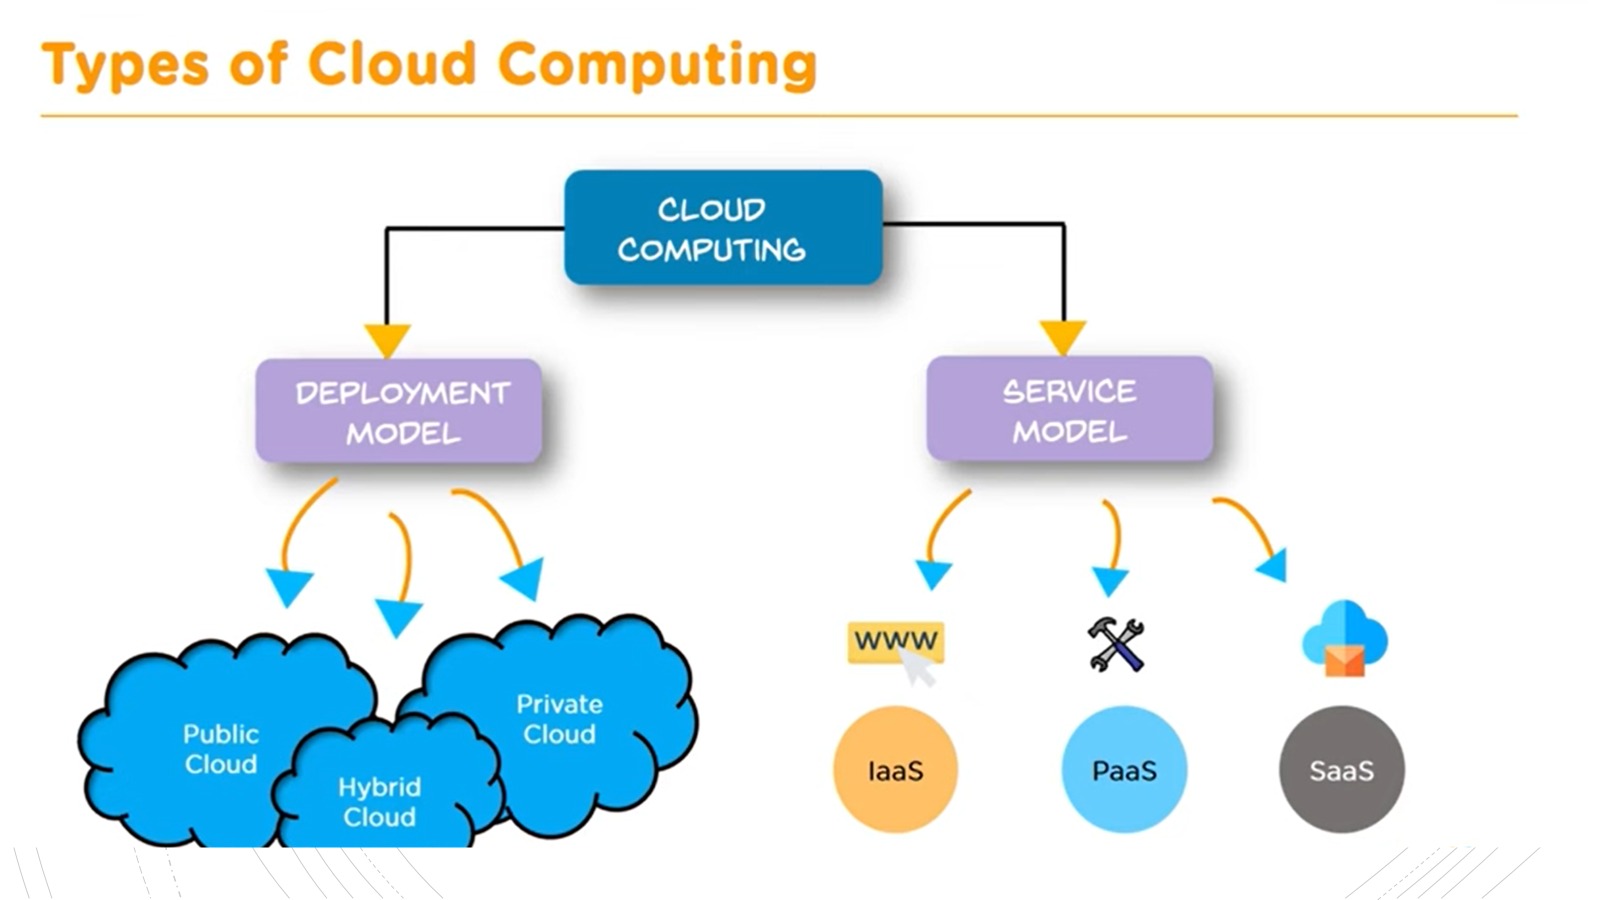 Types of Cloud Computing
CLOUD
COMPUTING
DEPLOYMENT
MODEL
SERVICE
MODEL
Public
Cloud
Hybrid
Cloud
Private
Cloud
WWW
IaaS
PaaS
SaaS